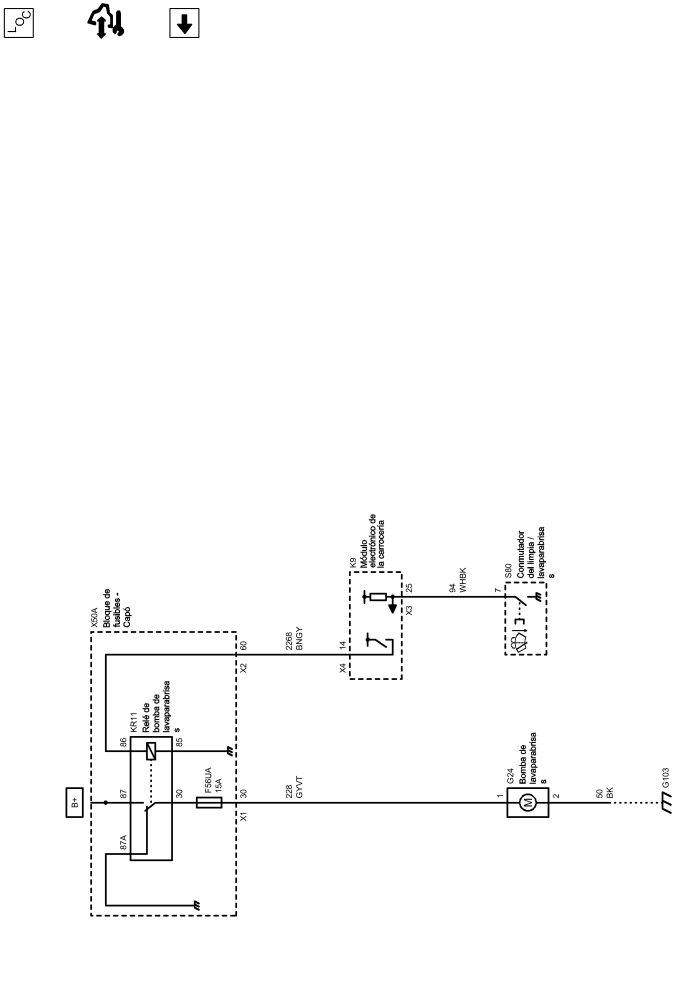 LOC
B+
X50A
Bloque de
fusibles -
Capó
KR11
Relé de
bomba de
lavaparabrisa
s
87A
87
86
30
85
F56UA
15A
X1
30
X2
60
228
GYVT
2268
BNGY
K9
Módulo
electrónico de
la carrocería
X4
14
X3
25
94
WHBK
S80
Conmutador
del limpia /
lavaparabrisa
s
7
G24
Bomba de
lavaparabrisa
s
1
M
2
50
BK
G103